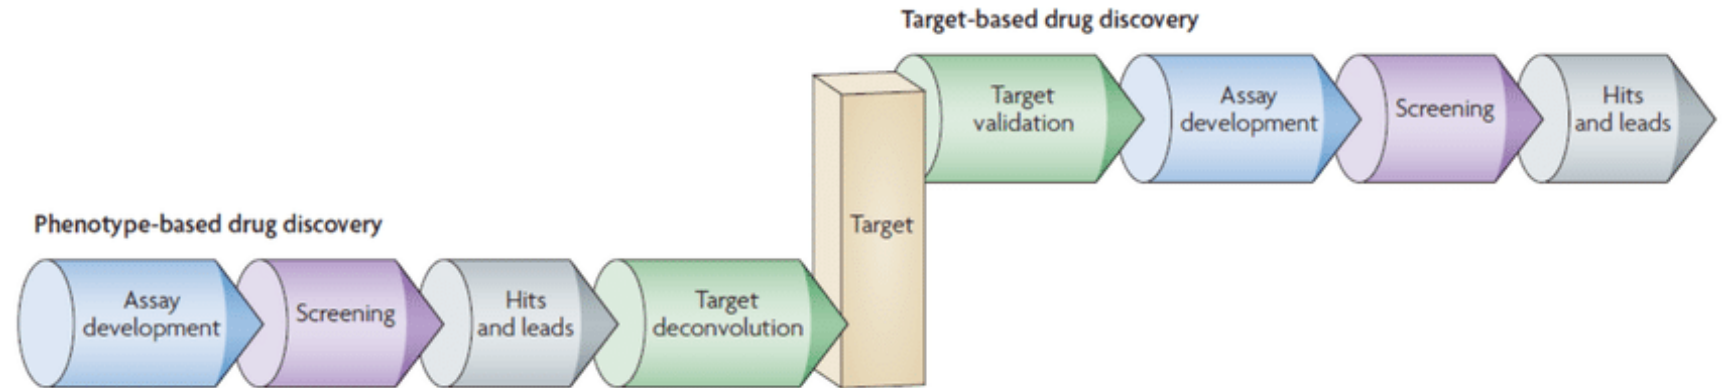 Target-based drug discovery
Target
validation
Assay
development
Screening
Hits
and leads
Target
Phenotype-based drug discovery
Assay
development
Screening
Hits
and leads
Target
deconvolution